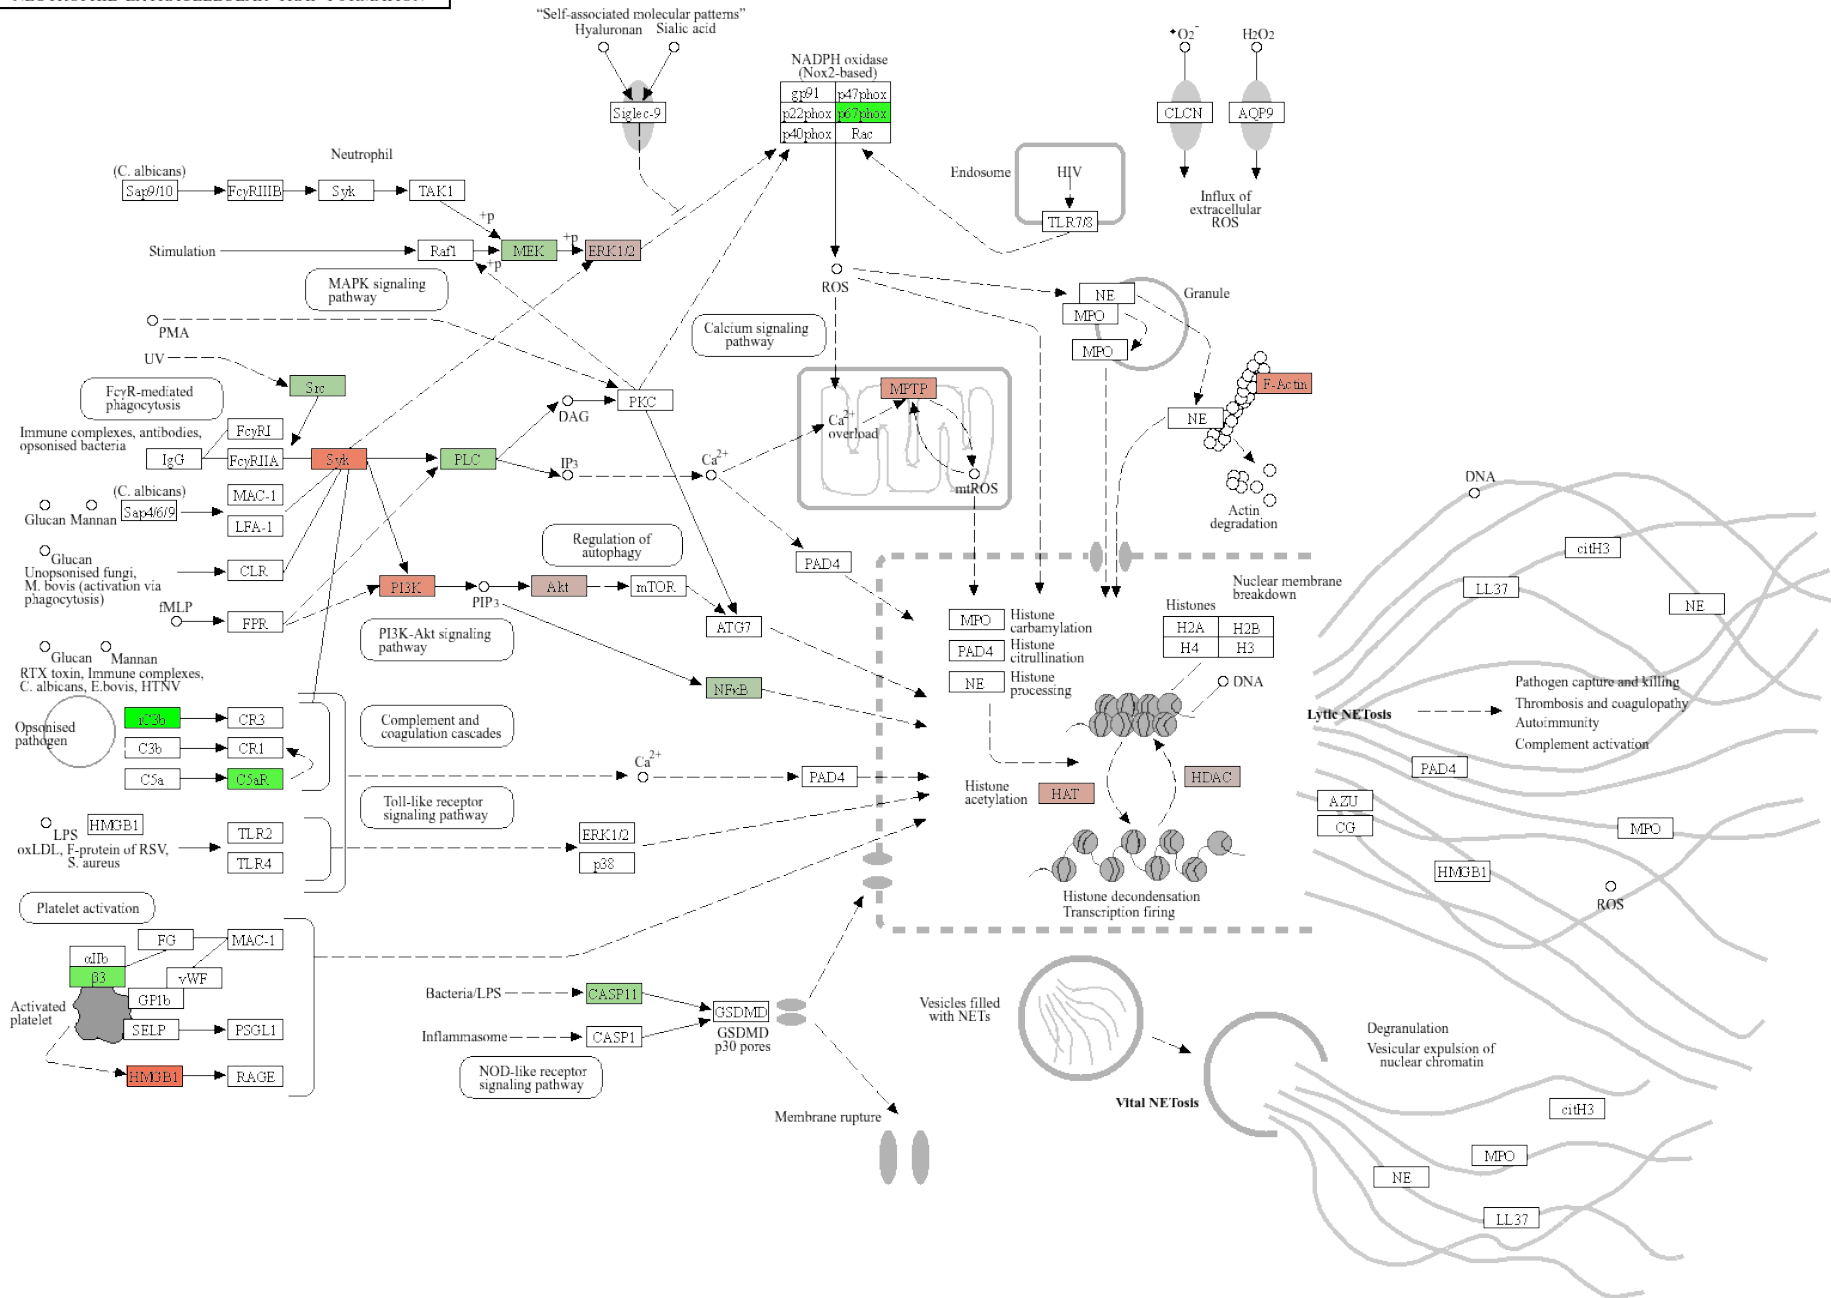 "Self-associated molecular patterns"
Hyaluronan Sialic acid
Siglec-9
NADPH oxidase
(Nox2-based)
gp91 p47phox
p22phox p67phox
p40phox Rac
•O2⁻ H2O2
CLCN AQP9
Influx of
extracellular
ROS
Endosome HIV
TLR7/8
Neutrophil
(C. albicans)
Sap9/10 FcγRIIIB Syk TAK1
+p
Stimulation Raf1 MEK +p ERK1/2
+p
MAPK signaling
pathway
ROS
PMA
Calcium signaling
pathway
UV
Src
FcγR-mediated
phagocytosis
NE Granule
MPO
MPO
F-Actin
NE
Actin
degradation
MPTP
Ca²⁺
overload
mtROS
DAG PKC
Immune complexes, antibodies,
opsonised bacteria
FcγRI
IgG FcγRIIA Syk PLC IP3 Ca²⁺
(C. albicans)
Glucan Mannan Sap4/6/9
MAC-1
LFA-1
Glucan
Unopsonised fungi,
M. bovis (activation via
phagocytosis)
CLR
fMLP FPR
Regulation of
autophagy
PI3K PIP3 Akt mTOR ATG7
PAD4
PI3K-Akt signaling
pathway
NFκB
Glucan Mannan
RTX toxin, Immune complexes,
C. albicans, E.bovis, HTNV
Opsonised
pathogen
iC3b CR3
C3b CR1
C5a C5aR
Complement and
coagulation cascades
Ca²⁺ PAD4
Toll-like receptor
signaling pathway
LPS HMGB1
oxLDL, F-protein of RSV,
S. aureus
TLR2
TLR4
ERK1/2
p38
Nuclear membrane
breakdown
MPO Histone
carbamylation
PAD4 Histone
citrullination
NE Histone
processing
Histones
H2A H2B
H4 H3
DNA
Histone
acetylation
HAT
HDAC
Histone decondensation
Transcription firing
Platelet activation
FG MAC-1
αIIb
β3
vWF
GP1b
Activated
platelet
SELP PSGL1
HMGB1 RAGE
Bacteria/LPS CASP11
Inflammasome CASP1
GSDMD
GSDMD
p30 pores
NOD-like receptor
signaling pathway
Membrane rupture
Vesicles filled
with NETs
Vital NETosis
Degranulation
Vesicular expulsion of
nuclear chromatin
DNA
citH3
LL37
NE
Lytic NETosis
Pathogen capture and killing
Thrombosis and coagulopathy
Autoimmunity
Complement activation
PAD4
AZU
CG
MPO
HMGB1
ROS
citH3
MPO
NE
LL37